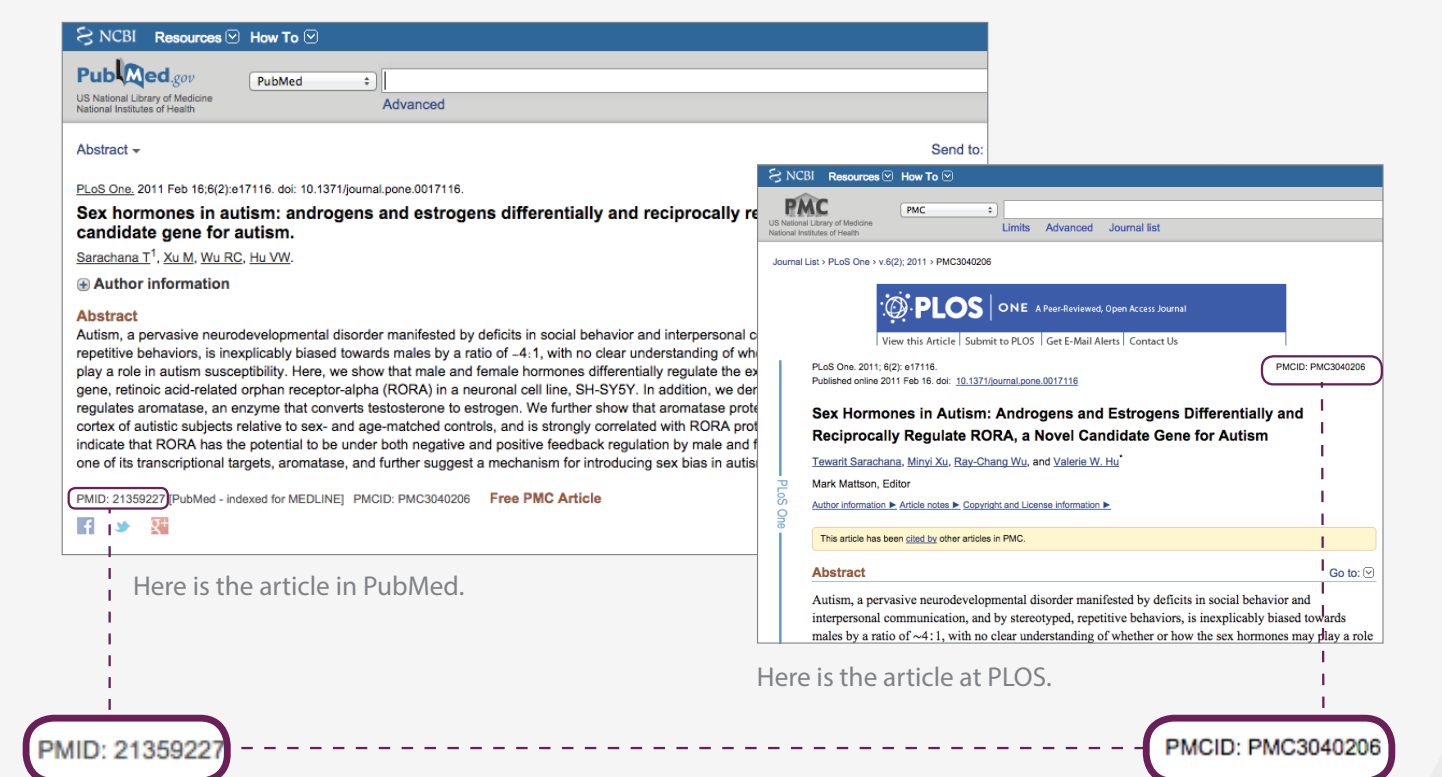 NCBI Resources How To
PubMed.gov
US National Library of Medicine
National Institutes of Health
PubMed
Advanced
Abstract
Send to:
PLoS One. 2011 Feb 16;6(2):e17116. doi: 10.1371/journal.pone.0017116.
Sex hormones in autism: androgens and estrogens differentially and reciprocally re
candidate gene for autism.
Sarachana T1, Xu M, Wu RC, Hu VW.
Author information
Abstract
Autism, a pervasive neurodevelopmental disorder manifested by deficits in social behavior and interpersonal c
repetitive behaviors, is inexplicably biased towards males by a ratio of ~4:1, with no clear understanding of wh
play a role in autism susceptibility. Here, we show that male and female hormones differentially regulate the ex
gene, retinoic acid-related orphan receptor-alpha (RORA) in a neuronal cell line, SH-SY5Y. In addition, we der
regulates aromatase, an enzyme that converts testosterone to estrogen. We further show that aromatase prote
cortex of autistic subjects relative to sex- and age-matched controls, and is strongly correlated with RORA prot
indicate that RORA has the potential to be under both negative and positive feedback regulation by male and f
one of its transcriptional targets, aromatase, and further suggest a mechanism for introducing sex bias in autis
PMID: 21359227 [PubMed - indexed for MEDLINE] PMCID: PMC3040206 Free PMC Article
Here is the article in PubMed.
NCBI Resources How To
PMC
US National Library of Medicine
National Institutes of Health
PMC
Limits Advanced Journal list
Journal List › PLoS One › v.6(2); 2011 › PMC3040206
PLOS ONE A Peer-Reviewed, Open Access Journal
View this Article Submit to PLOS Get E-Mail Alerts Contact Us
PLoS One. 2011; 6(2): e17116.
PMCID: PMC3040206
Published online 2011 Feb 16. doi: 10.1371/journal.pone.0017116
Sex Hormones in Autism: Androgens and Estrogens Differentially and
Reciprocally Regulate RORA, a Novel Candidate Gene for Autism
Tewarit Sarachana, Minyi Xu, Ray-Chang Wu, and Valerie W. Hu*
Mark Mattson, Editor
Author information ► Article notes ► Copyright and License information ►
PLoS One
This article has been cited by other articles in PMC.
Abstract
Go to:
Autism, a pervasive neurodevelopmental disorder manifested by deficits in social behavior and
interpersonal communication, and by stereotyped, repetitive behaviors, is inexplicably biased towards
males by a ratio of ~4:1, with no clear understanding of whether or how the sex hormones may play a role
Here is the article at PLOS.
PMID: 21359227
PMCID: PMC3040206